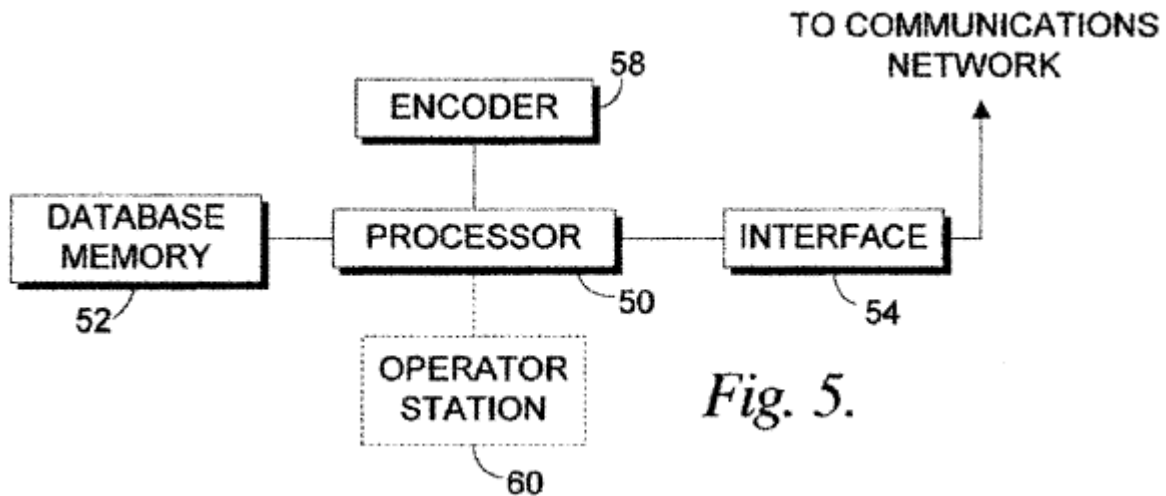 TO COMMUNICATIONS
NETWORK
58
ENCODER
DATABASE
MEMORY
PROCESSOR
INTERFACE
52
50
54
OPERATOR
STATION
Fig. 5.
60